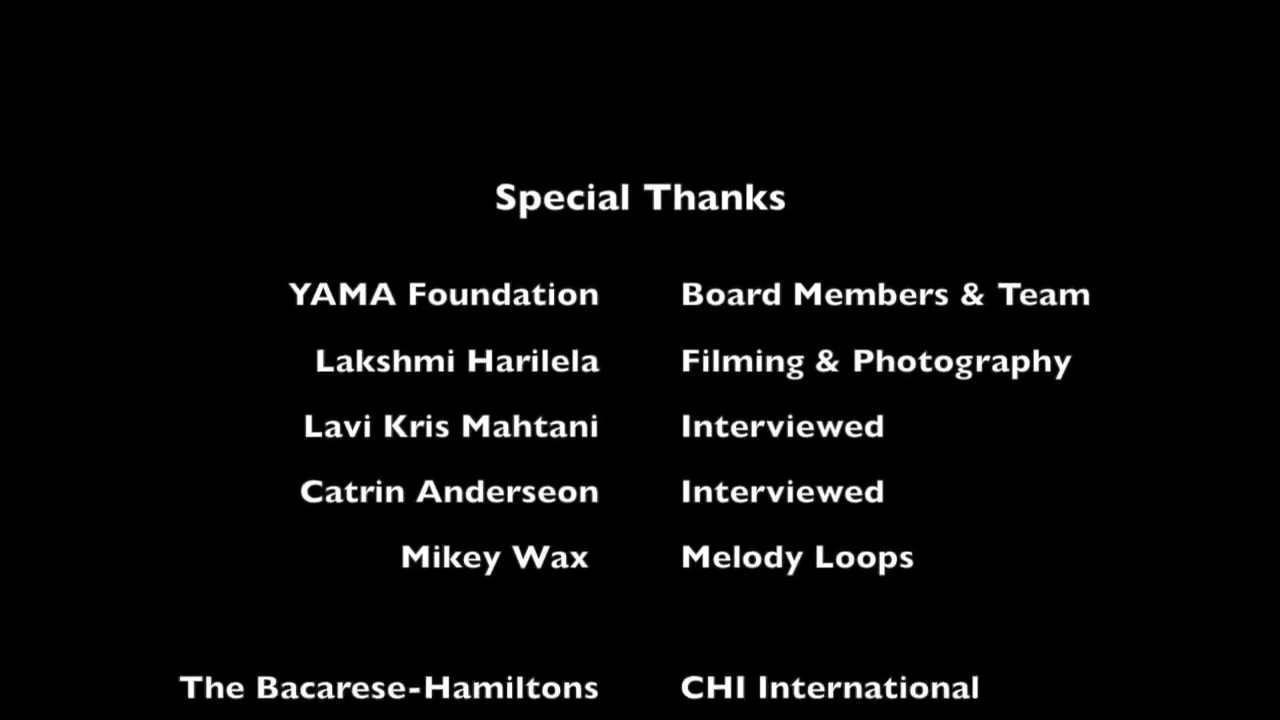 Special Thanks
YAMA Foundation Board Members & Team
Lakshmi Harilela Filming & Photography
Lavi Kris Mahtani Interviewed
Catrin Anderseon Interviewed
Mikey Wax Melody Loops
The Bacarese-Hamiltons CHI International